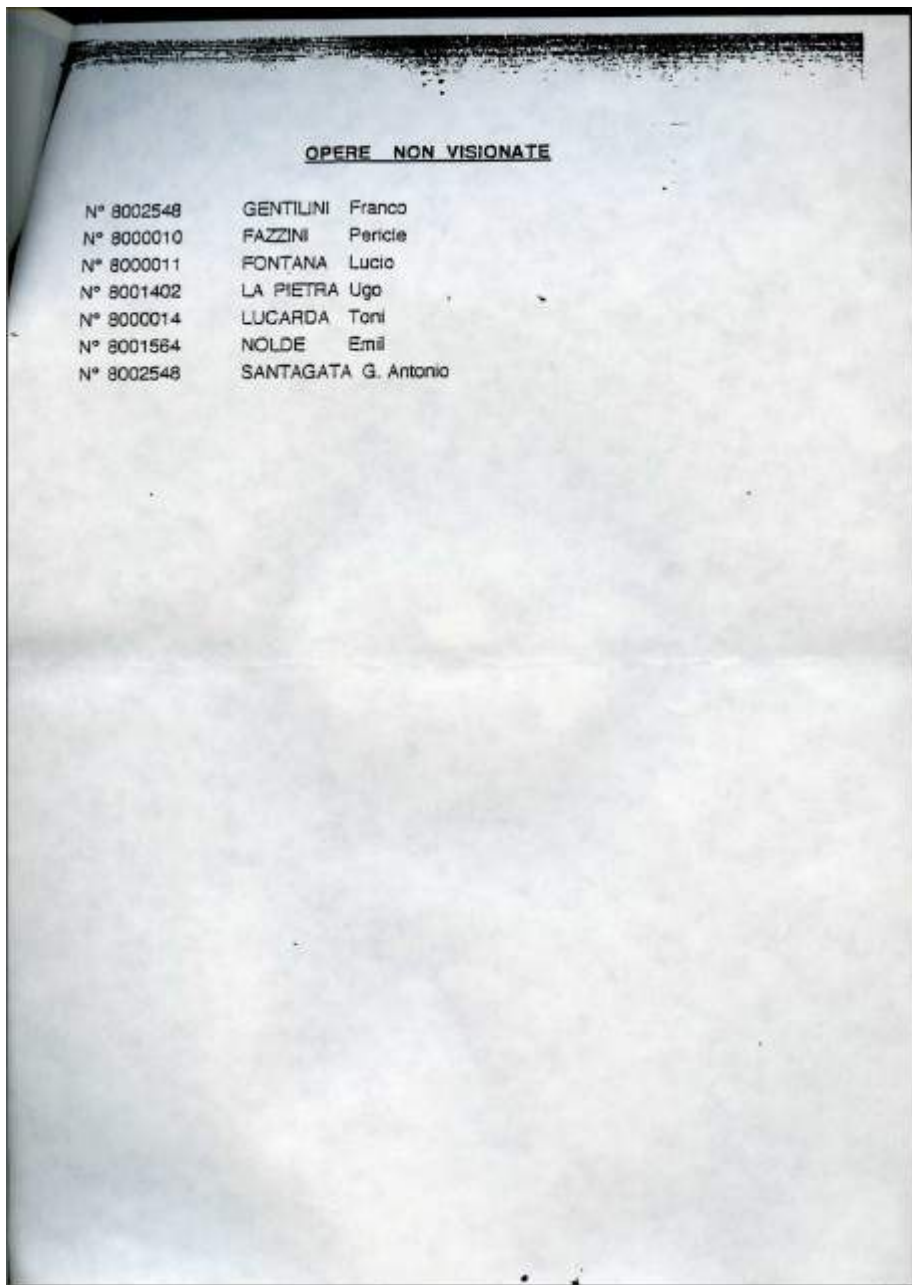 OPERE NON VISIONATE
N° 8002548 GENTILINI Franco
N° 8000010 FAZZINI Pericle
N° 8000011 FONTANA Lucio
N° 8001402 LA PIETRA Ugo
N° 8000014 LUCARDA Toni
N° 8001564 NOLDE Emil
N° 8002548 SANTAGATA G. Antonio